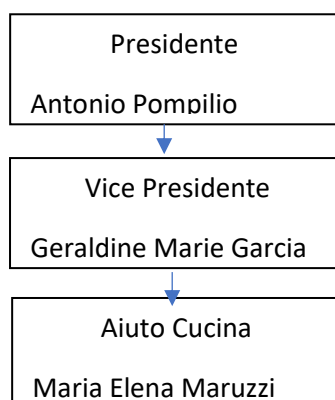 Presidente
Antonio Pompilio
Vice Presidente
Geraldine Marie Garcia
Aiuto Cucina
Maria Elena Maruzzi